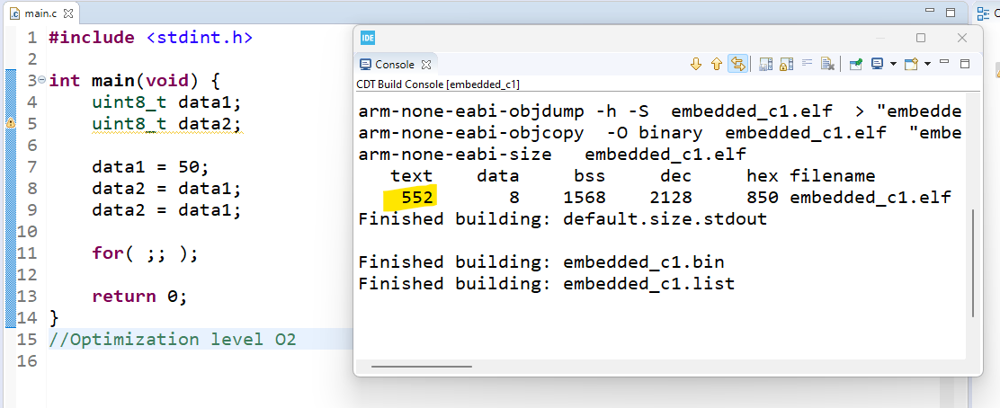 main.c
1 #include <stdint.h>
2
3 int main(void) {
4 uint8_t data1;
5 uint8_t data2;
6
7 data1 = 50;
8 data2 = data1;
9 data2 = data1;
10
11 for( ;; );
12
13 return 0;
14 }
15 //Optimization level O2
16
IDE
Console
CDT Build Console [embedded_c1]
arm-none-eabi-objdump -h -S embedded_c1.elf > "embedde
arm-none-eabi-objcopy -O binary embedded_c1.elf "embe
arm-none-eabi-size embedded_c1.elf
text data bss dec hex filename
552 8 1568 2128 850 embedded_c1.elf
Finished building: default.size.stdout
Finished building: embedded_c1.bin
Finished building: embedded_c1.list